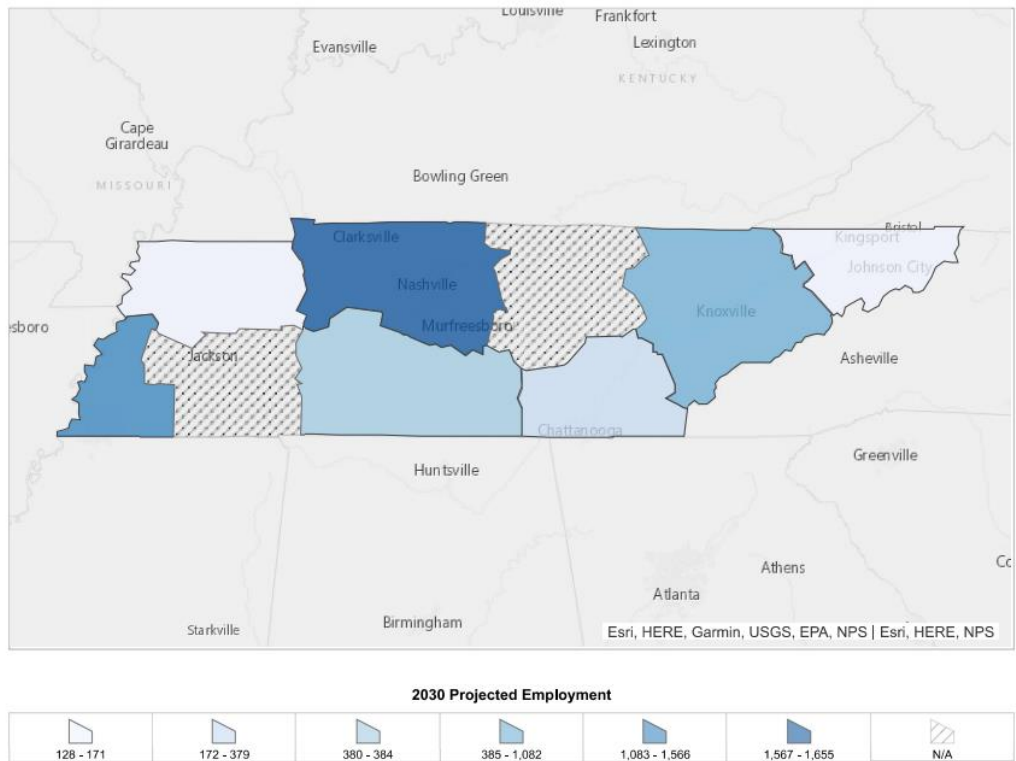 Louisville
Frankfort
Evansville
Lexington
KENTUCKY
Cape
Girardeau
MISSOURI
Bowling Green
Bristol
Clarksville
Kingsport
Johnson City
Nashville
Knoxville
esboro
Murfreesboro
Jackson
Asheville
Chattanooga
Huntsville
Greenville
Athens
Co
Atlanta
Birmingham
Starkville
Esri, HERE, Garmin, USGS, EPA, NPS | Esri, HERE, NPS
2030 Projected Employment
128 - 171
172 - 379
380 - 384
385 - 1,082
1,083 - 1,566
1,567 - 1,655
N/A